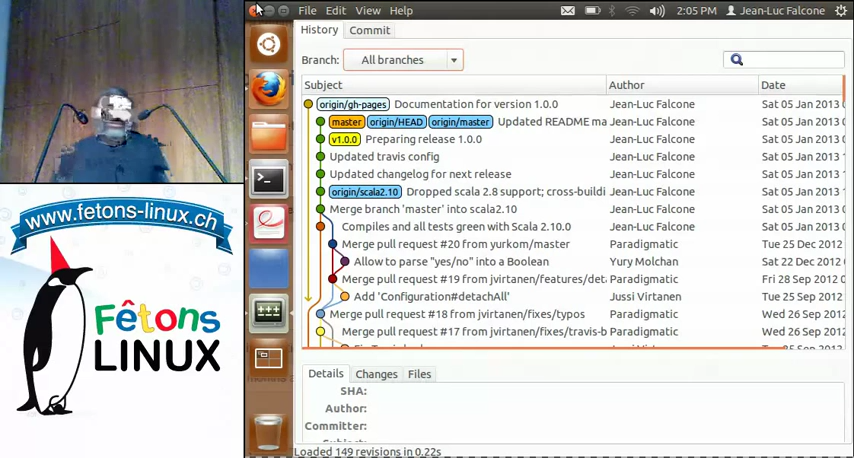 File Edit View Help 2:05 PM Jean-Luc Falcone
History Commit
Branch: All branches
Subject Author Date
origin/gh-pages Documentation for version 1.0.0 Jean-Luc Falcone Sat 05 Jan 2013
master origin/HEAD origin/master Updated README ma Jean-Luc Falcone Sat 05 Jan 2013
v1.0.0 Preparing release 1.0.0 Jean-Luc Falcone Sat 05 Jan 2013
Updated travis config Jean-Luc Falcone Sat 05 Jan 2013 1
Updated changelog for next release Jean-Luc Falcone Sat 05 Jan 2013 1
origin/scala2.10 Dropped scala 2.8 support; cross-buildi Jean-Luc Falcone Sat 05 Jan 2013
Merge branch 'master' into scala2.10 Jean-Luc Falcone Sat 05 Jan 2013 0
Compiles and all tests green with Scala 2.10.0 Jean-Luc Falcone Sat 05 Jan 2013 0
Merge pull request #20 from yurkom/master Paradigmatic Tue 25 Dec 2012
Allow to parse "yes/no" into a Boolean Yury Molchan Tue 25 Dec 2012
Merge pull request #19 from jvirtanen/features/deta Paradigmatic Fri 28 Sep 2012
Add 'Configuration#detachAll' Jussi Virtanen Wed 26 Sep 2012
Merge pull request #18 from jvirtanen/fixes/typos Paradigmatic Wed 26 Sep 2012
Merge pull request #17 from jvirtanen/fixes/travis-b Paradigmatic Wed 26 Sep 2012
Details Changes Files
SHA:
Author:
Committer:
Loaded 149 revisions in 0.22s
www.fetons-linux.ch
Fêtons
LINUX